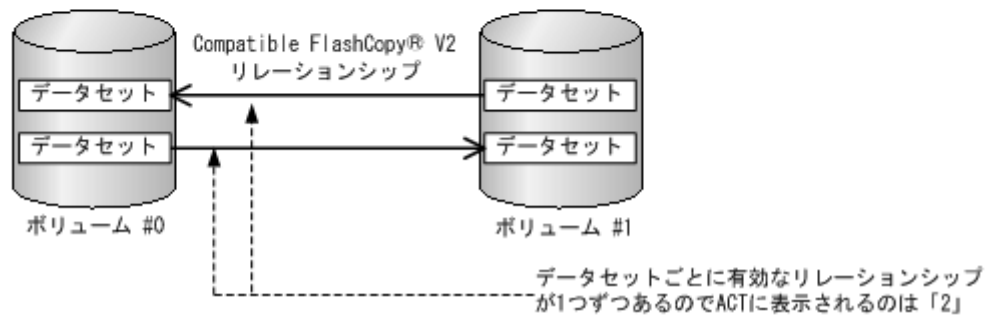 Compatible FlashCopy® V2
リレーションシップ
データセット
データセット
データセット
データセット
ボリューム #0
ボリューム #1
データセットごとに有効なリレーションシップ
が1つずつあるのでACTに表示されるのは「2」